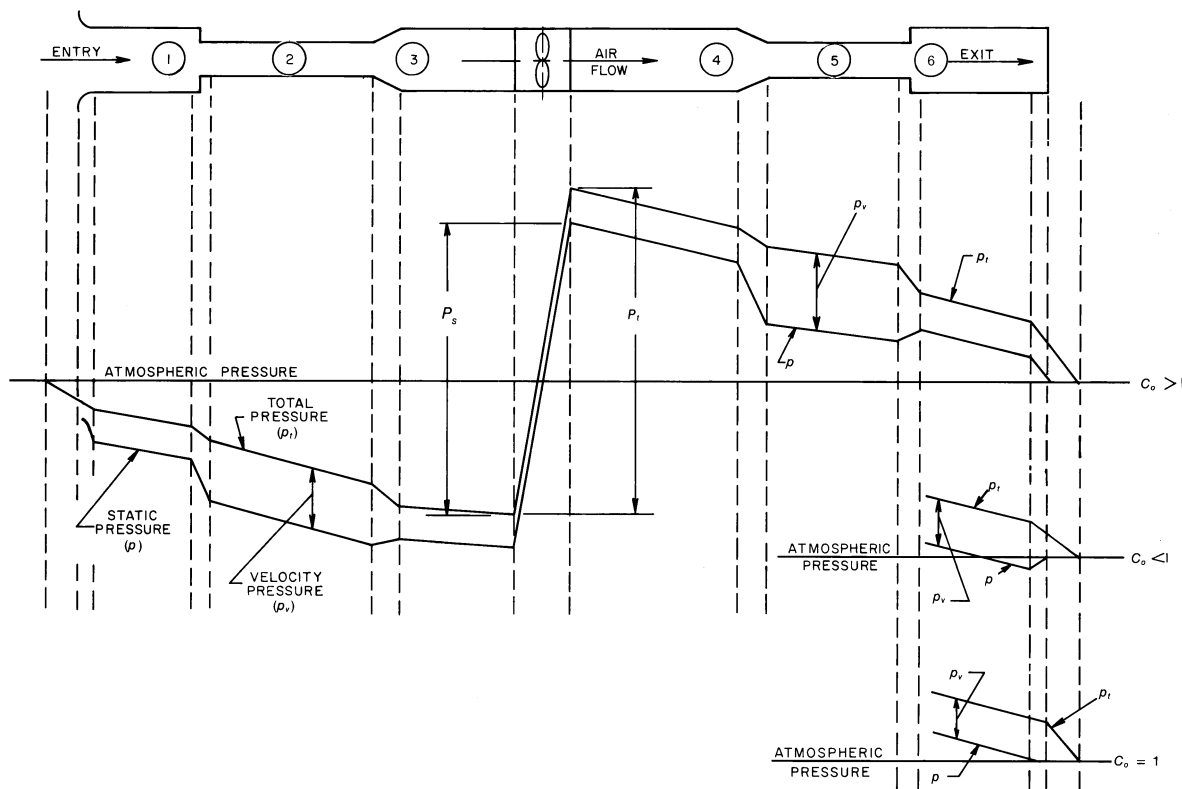 ENTRY
1
2
3
AIR
FLOW
4
5
6
EXIT
Ps
Pt
pv
pt
p
ATMOSPHERIC PRESSURE
Co >
TOTAL
PRESSURE
(pt)
STATIC
PRESSURE
(p)
VELOCITY
PRESSURE
(pv)
pt
ATMOSPHERIC
PRESSURE
Co <1
p
pv
pv
pt
ATMOSPHERIC
PRESSURE
p
Co = 1